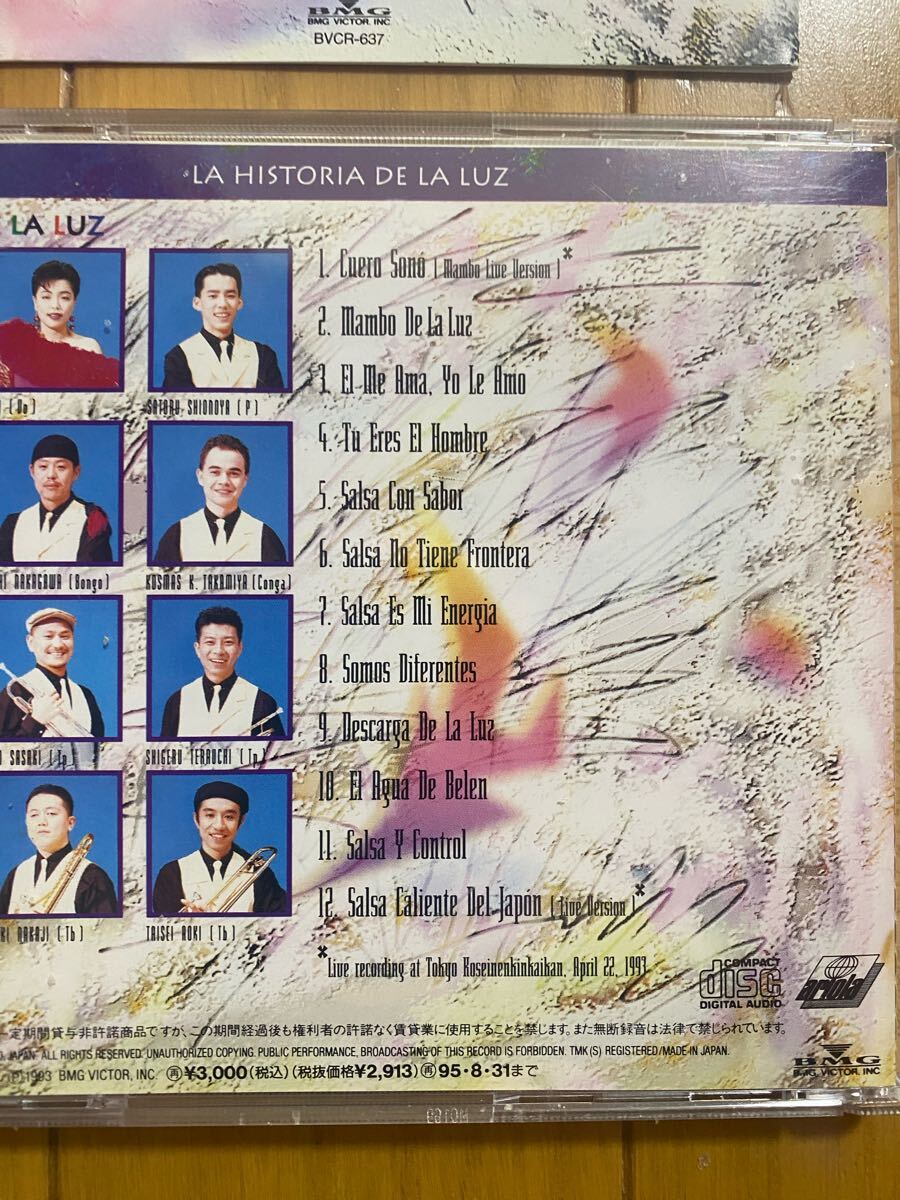 BMG
BMG VICTOR, INC
BVCR-637
LA HISTORIA DE LA LUZ
LA LUZ
1. Cuero Sonó [ Mambo Live Version ]*
2. Mambo De La Luz
3. El Me Ama, Yo Le Amo
4. Tu Eres El Hombre
5. Salsa Con Sabor
6. Salsa No Tiene Frontera
7. Salsa Es Mi Energia
8. Somos Diferentes
9. Descarga De La Luz
10. El Agua De Belen
11. Salsa Y Control
12. Salsa Caliente Del Japón [ Live Version ]*
*Live recording at Tokyo Koseinenkinkaikan, April 22, 1993
SATORU SHIONOYA ( P )
NAKAGAWA (Bongo)
KOSMAS K. TAKAMIYA (Conga)
SASAKI ( Tp )
SHIGERU TERAUCHI ( Tp )
NAKAJI ( Tb )
TAISEI AOKI ( Tb )
COMPACT
disc
DIGITAL AUDIO
ariola
一定期間貸与非許諾商品ですが、この期間経過後も権利者の許諾なく賃貸業に使用することを禁じます。また無断録音は法律で禁じられています。
JAPAN. ALL RIGHTS RESERVED. UNAUTHORIZED COPYING. PUBLIC PERFORMANCE, BROADCASTING OF THIS RECORD IS FORBIDDEN. TMK (S) REGISTERED/MADE IN JAPAN.
℗1993 BMG VICTOR, INC. 再¥3,000(税込)(税抜価格¥2,913)再95・8・31まで
BMG
BMG VICTOR, INC